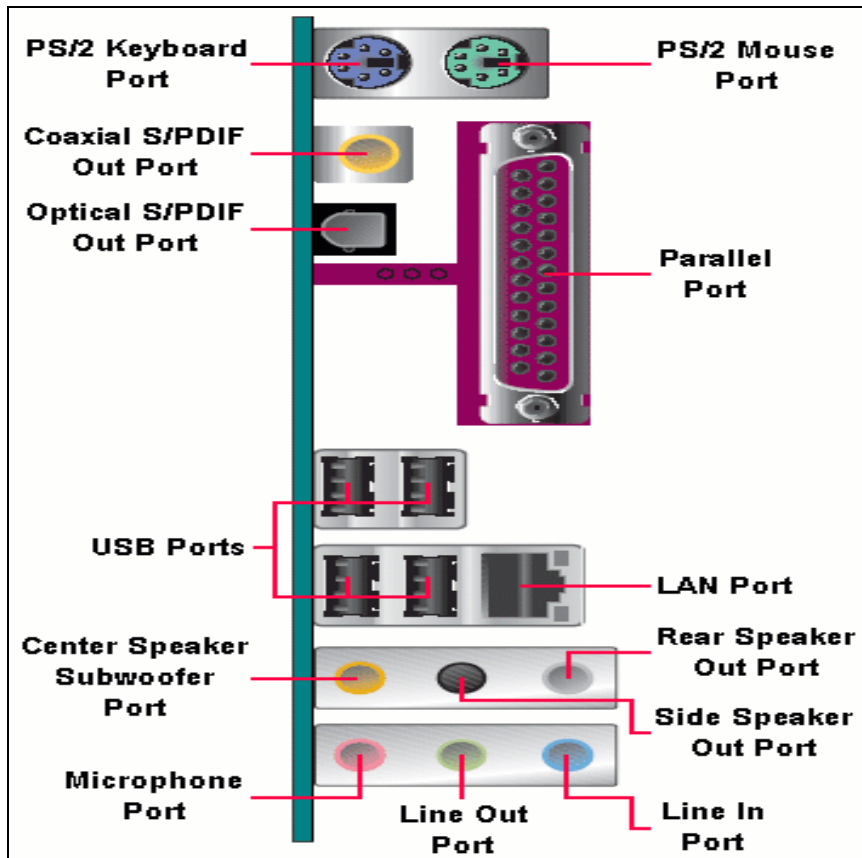 PS/2 Keyboard
Port
PS/2 Mouse
Port
Coaxial S/PDIF
Out Port
Optical S/PDIF
Out Port
Parallel
Port
USB Ports
LAN Port
Center Speaker
Subwoofer
Port
Rear Speaker
Out Port
Side Speaker
Out Port
Microphone
Port
Line Out
Port
Line In
Port